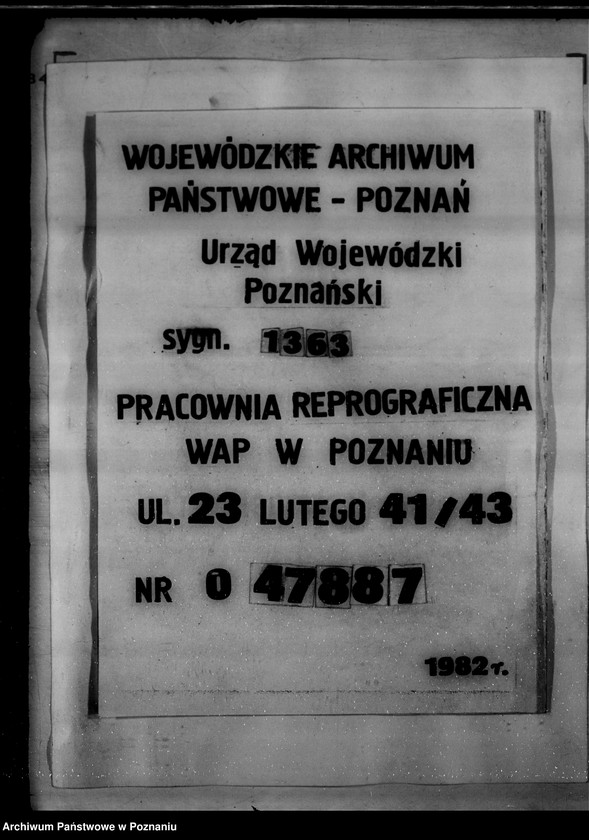 WOJEWÓDZKIE ARCHIWUM
PAŃSTWOWE - POZNAŃ
Urząd Wojewódzki
Poznański
sygn. 1363
PRACOWNIA REPROGRAFICZNA
WAP W POZNANIU
UL. 23 LUTEGO 41/43
NR 0 47887
1982 r.
Archiwum Państwowe w Poznaniu